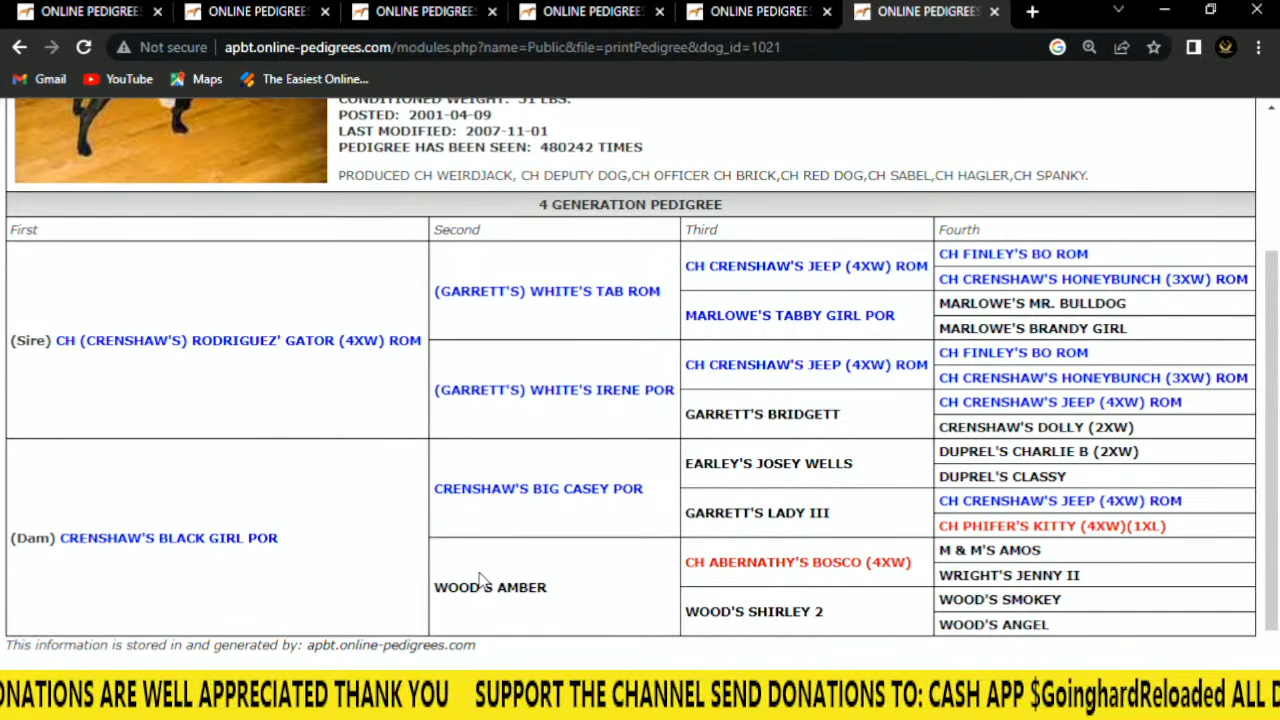 ONLINE PEDIGREES ONLINE PEDIGREES ONLINE PEDIGREES ONLINE PEDIGREES ONLINE PEDIGREES ONLINE PEDIGREES
Not secure apbt.online-pedigrees.com/modules.php?name=Public&file=printPedigree&dog_id=1021
Gmail YouTube Maps The Easiest Online...
CONDITIONED WEIGHT: 51 LBS.
POSTED: 2001-04-09
LAST MODIFIED: 2007-11-01
PEDIGREE HAS BEEN SEEN: 480242 TIMES
PRODUCED CH WEIRDJACK, CH DEPUTY DOG,CH OFFICER CH BRICK,CH RED DOG,CH SABEL,CH HAGLER,CH SPANKY.
4 GENERATION PEDIGREE
First Second Third Fourth
(Sire) CH (CRENSHAW'S) RODRIGUEZ' GATOR (4XW) ROM
(GARRETT'S) WHITE'S TAB ROM
CH CRENSHAW'S JEEP (4XW) ROM
CH FINLEY'S BO ROM
CH CRENSHAW'S HONEYBUNCH (3XW) ROM
MARLOWE'S TABBY GIRL POR
MARLOWE'S MR. BULLDOG
MARLOWE'S BRANDY GIRL
(GARRETT'S) WHITE'S IRENE POR
CH CRENSHAW'S JEEP (4XW) ROM
CH FINLEY'S BO ROM
CH CRENSHAW'S HONEYBUNCH (3XW) ROM
GARRETT'S BRIDGETT
CH CRENSHAW'S JEEP (4XW) ROM
CRENSHAW'S DOLLY (2XW)
(Dam) CRENSHAW'S BLACK GIRL POR
CRENSHAW'S BIG CASEY POR
EARLEY'S JOSEY WELLS
DUPREL'S CHARLIE B (2XW)
DUPREL'S CLASSY
GARRETT'S LADY III
CH CRENSHAW'S JEEP (4XW) ROM
CH PHIFER'S KITTY (4XW)(1XL)
WOOD'S AMBER
CH ABERNATHY'S BOSCO (4XW)
M & M'S AMOS
WRIGHT'S JENNY II
WOOD'S SHIRLEY 2
WOOD'S SMOKEY
WOOD'S ANGEL
This information is stored in and generated by: apbt.online-pedigrees.com
ONATIONS ARE WELL APPRECIATED THANK YOU SUPPORT THE CHANNEL SEND DONATIONS TO: CASH APP $GoinghardReloaded ALL D